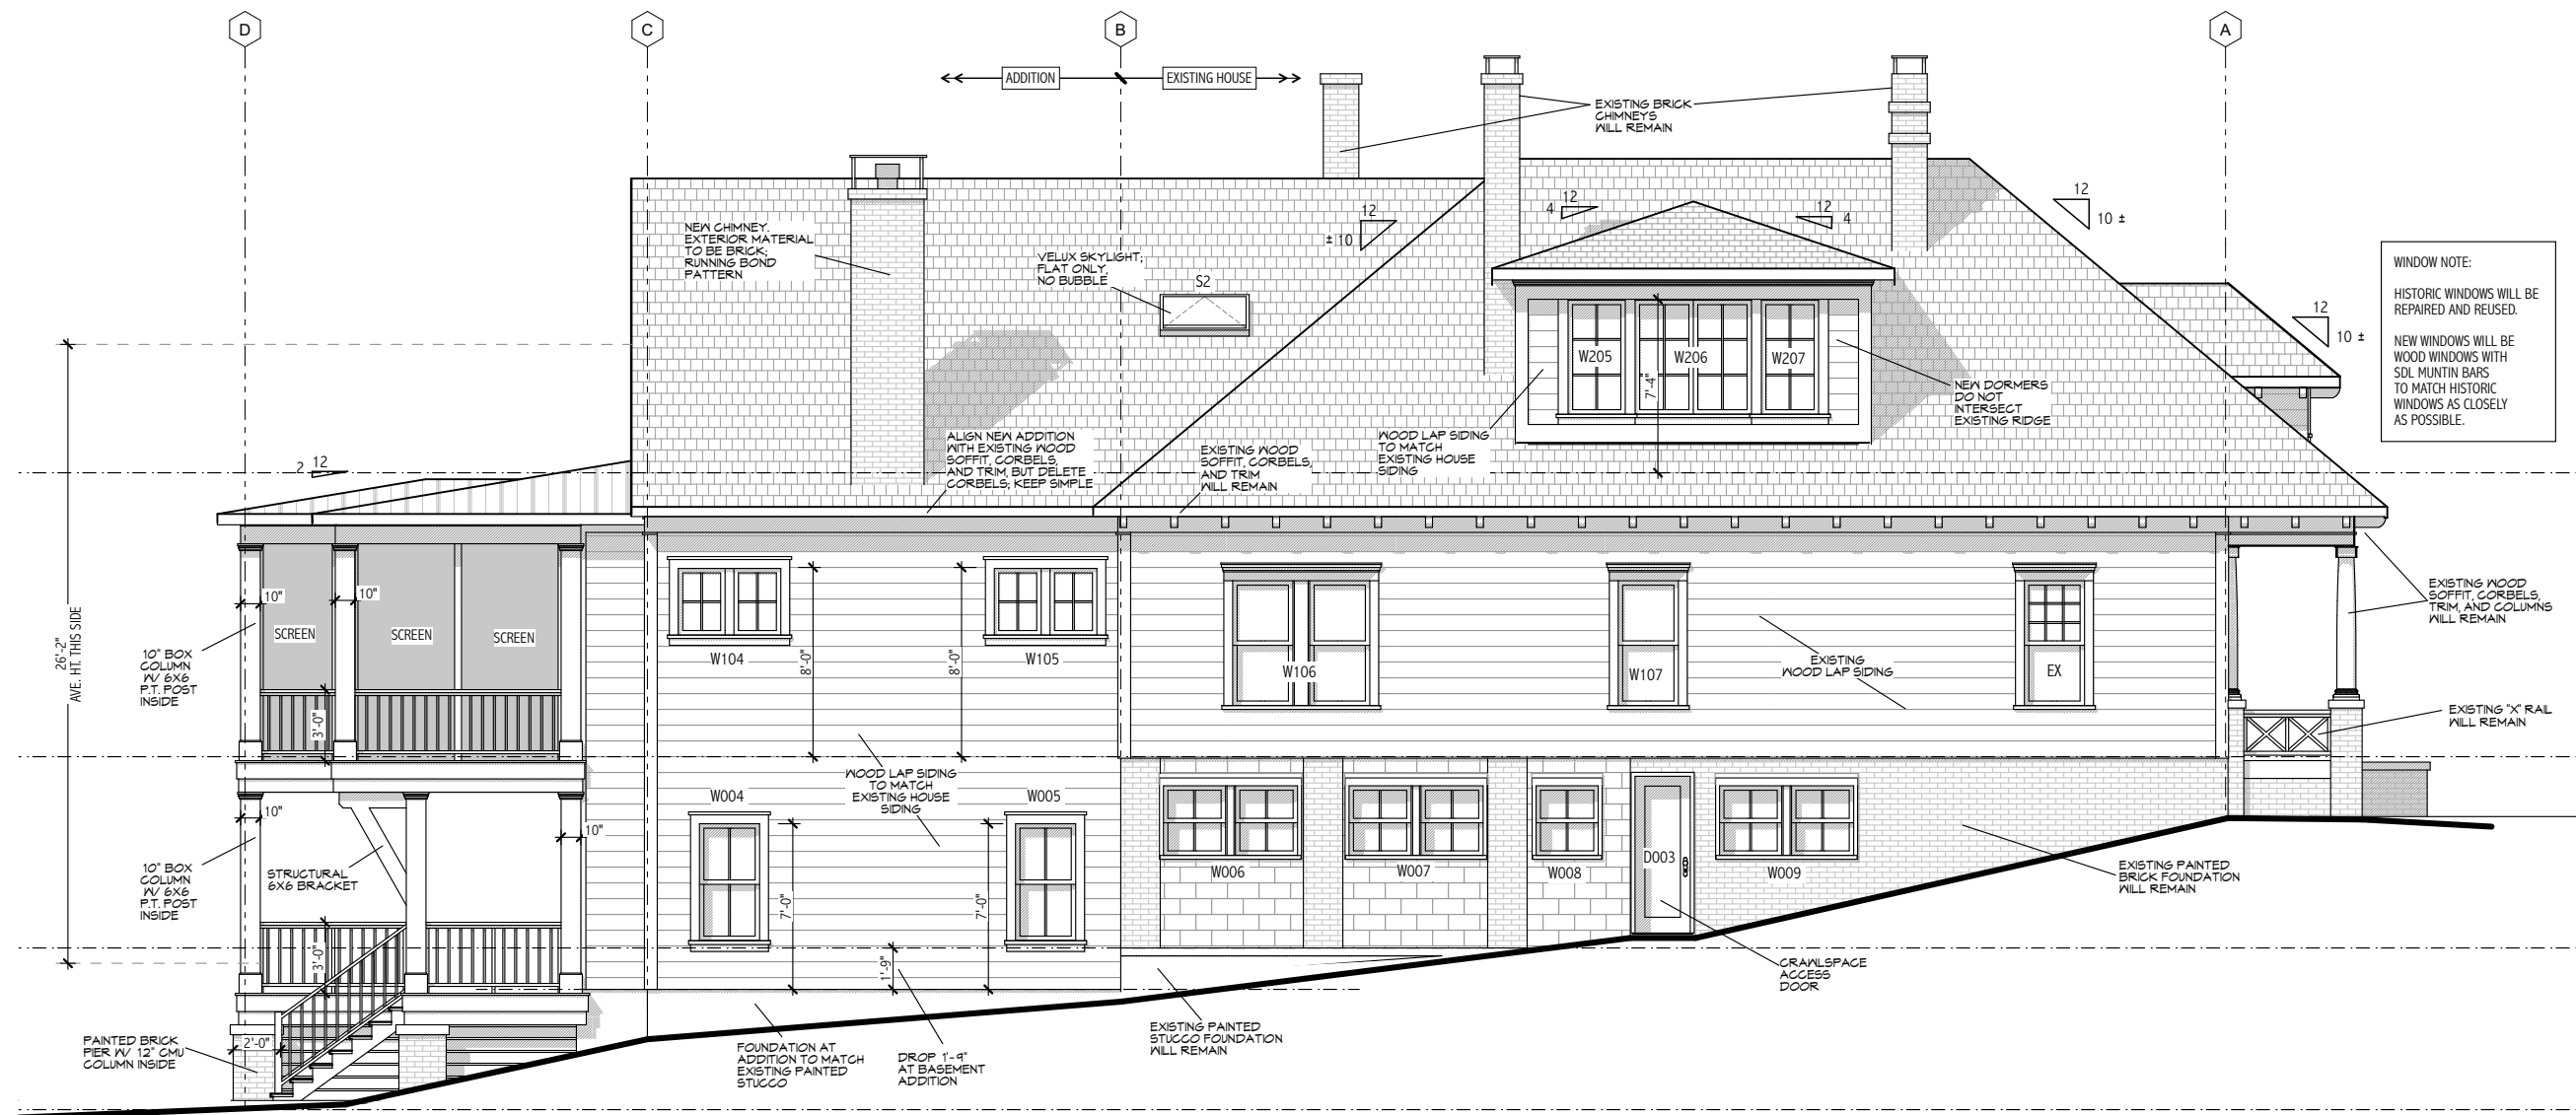 D
C
B
A
ADDITION
EXISTING HOUSE
EXISTING BRICK
CHIMNEYS
WILL REMAIN
NEW CHIMNEY.
EXTERIOR MATERIAL
TO BE BRICK;
RUNNING BOND
PATTERN
VELUX SKYLIGHT;
FLAT ONLY,
NO BUBBLE
S2
12
± 10
12
4
12
4
12
10 ±
12
10 ±
WINDOW NOTE:
HISTORIC WINDOWS WILL BE
REPAIRED AND REUSED.
NEW WINDOWS WILL BE
WOOD WINDOWS WITH
SDL MUNTIN BARS
TO MATCH HISTORIC
WINDOWS AS CLOSELY
AS POSSIBLE.
W205
W206
W207
7'-4"
NEW DORMERS
DO NOT
INTERSECT
EXISTING RIDGE
ALIGN NEW ADDITION
WITH EXISTING WOOD
SOFFIT, CORBELS,
AND TRIM, BUT DELETE
CORBELS; KEEP SIMPLE
EXISTING WOOD
SOFFIT, CORBELS,
AND TRIM
WILL REMAIN
WOOD LAP SIDING
TO MATCH
EXISTING HOUSE
SIDING
2
12
26'-2"
AVE. HT. THIS SIDE
10"
10"
SCREEN
SCREEN
SCREEN
10" BOX
COLUMN
W/ 6X6
P.T. POST
INSIDE
3'-0"
W104
8'-0"
8'-0"
W105
W106
W107
EXISTING
WOOD LAP SIDING
EX
EXISTING WOOD
SOFFIT, CORBELS,
TRIM, AND COLUMNS
WILL REMAIN
EXISTING "X" RAIL
WILL REMAIN
WOOD LAP SIDING
TO MATCH
EXISTING HOUSE
SIDING
W004
W005
10"
10"
10" BOX
COLUMN
W/ 6X6
P.T. POST
INSIDE
STRUCTURAL
6X6 BRACKET
3'-0"
7'-0"
7'-0"
1'-9"
W006
W007
W008
D003
W009
EXISTING PAINTED
BRICK FOUNDATION
WILL REMAIN
CRAWLSPACE
ACCESS
DOOR
PAINTED BRICK
PIER W/ 12" CMU
COLUMN INSIDE
2'-0"
FOUNDATION AT
ADDITION TO MATCH
EXISTING PAINTED
STUCCO
DROP 1'-9"
AT BASEMENT
ADDITION
EXISTING PAINTED
STUCCO FOUNDATION
WILL REMAIN